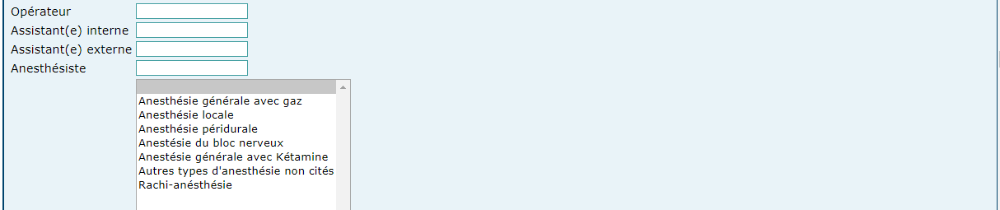 Opérateur
Assistant(e) interne
Assistant(e) externe
Anesthésiste
Anesthésie générale avec gaz
Anesthésie locale
Anesthésie péridurale
Anestésie du bloc nerveux
Anestésie générale avec Kétamine
Autres types d'anesthésie non cités
Rachi-anésthésie